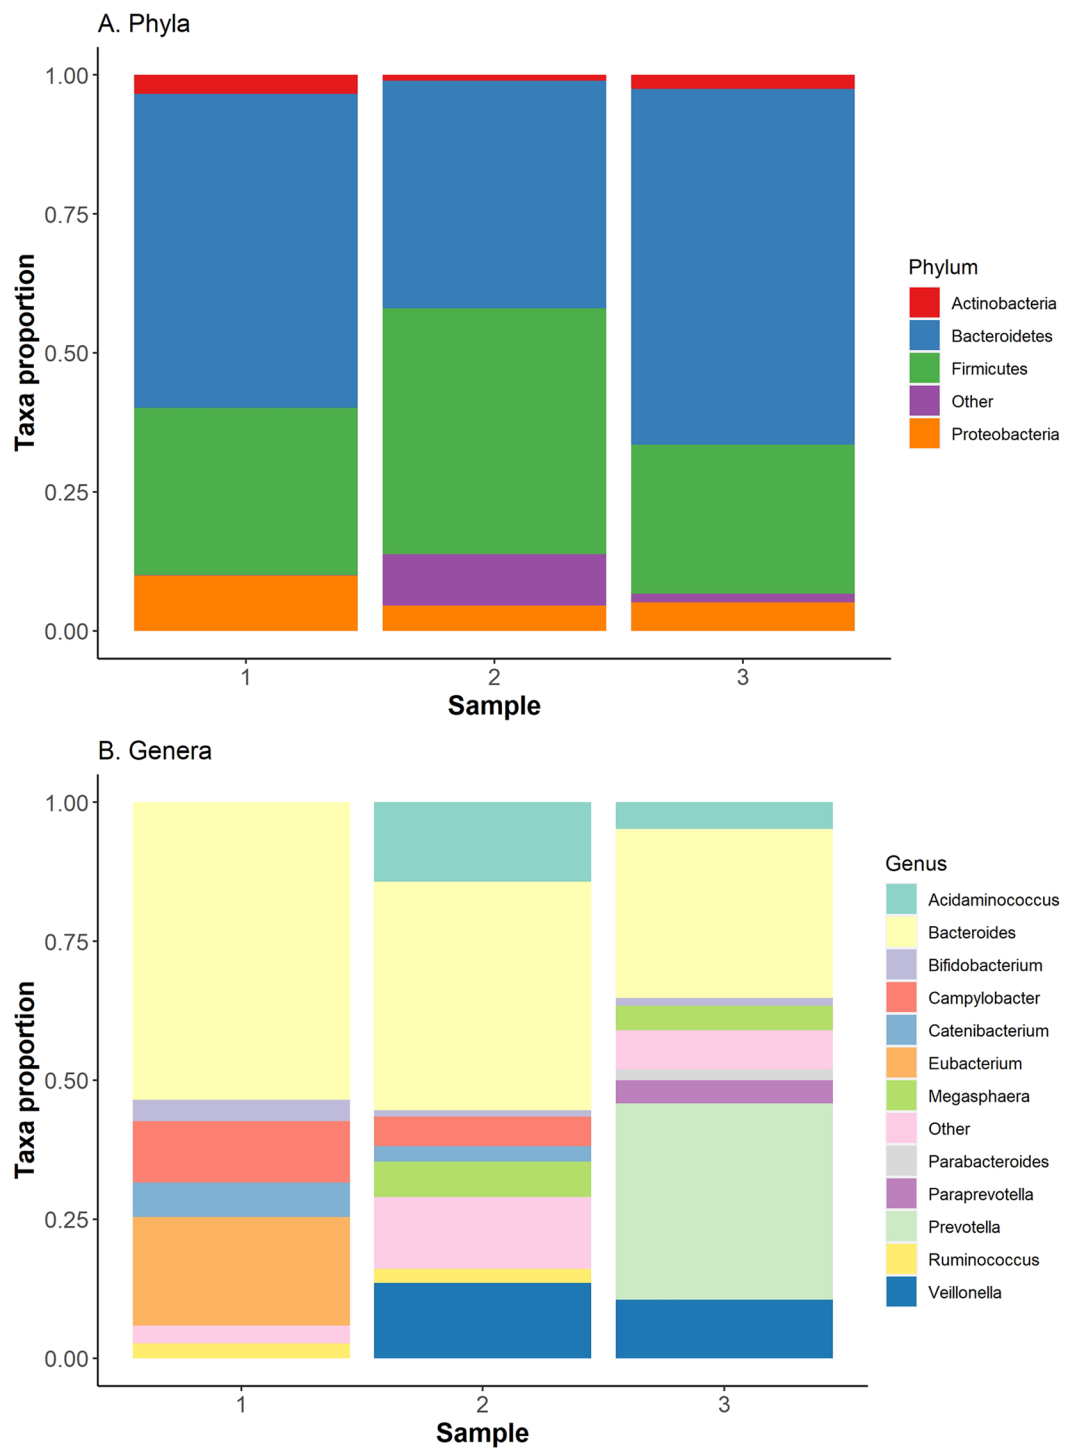 A. Phyla
1.00
0.75
0.50
0.25
0.00
Taxa proportion
1
2
3
Sample
Phylum
Actinobacteria
Bacteroidetes
Firmicutes
Other
Proteobacteria
B. Genera
1.00
0.75
0.50
0.25
0.00
Taxa proportion
1
2
3
Sample
Genus
Acidaminococcus
Bacteroides
Bifidobacterium
Campylobacter
Catenibacterium
Eubacterium
Megasphaera
Other
Parabacteroides
Paraprevotella
Prevotella
Ruminococcus
Veillonella